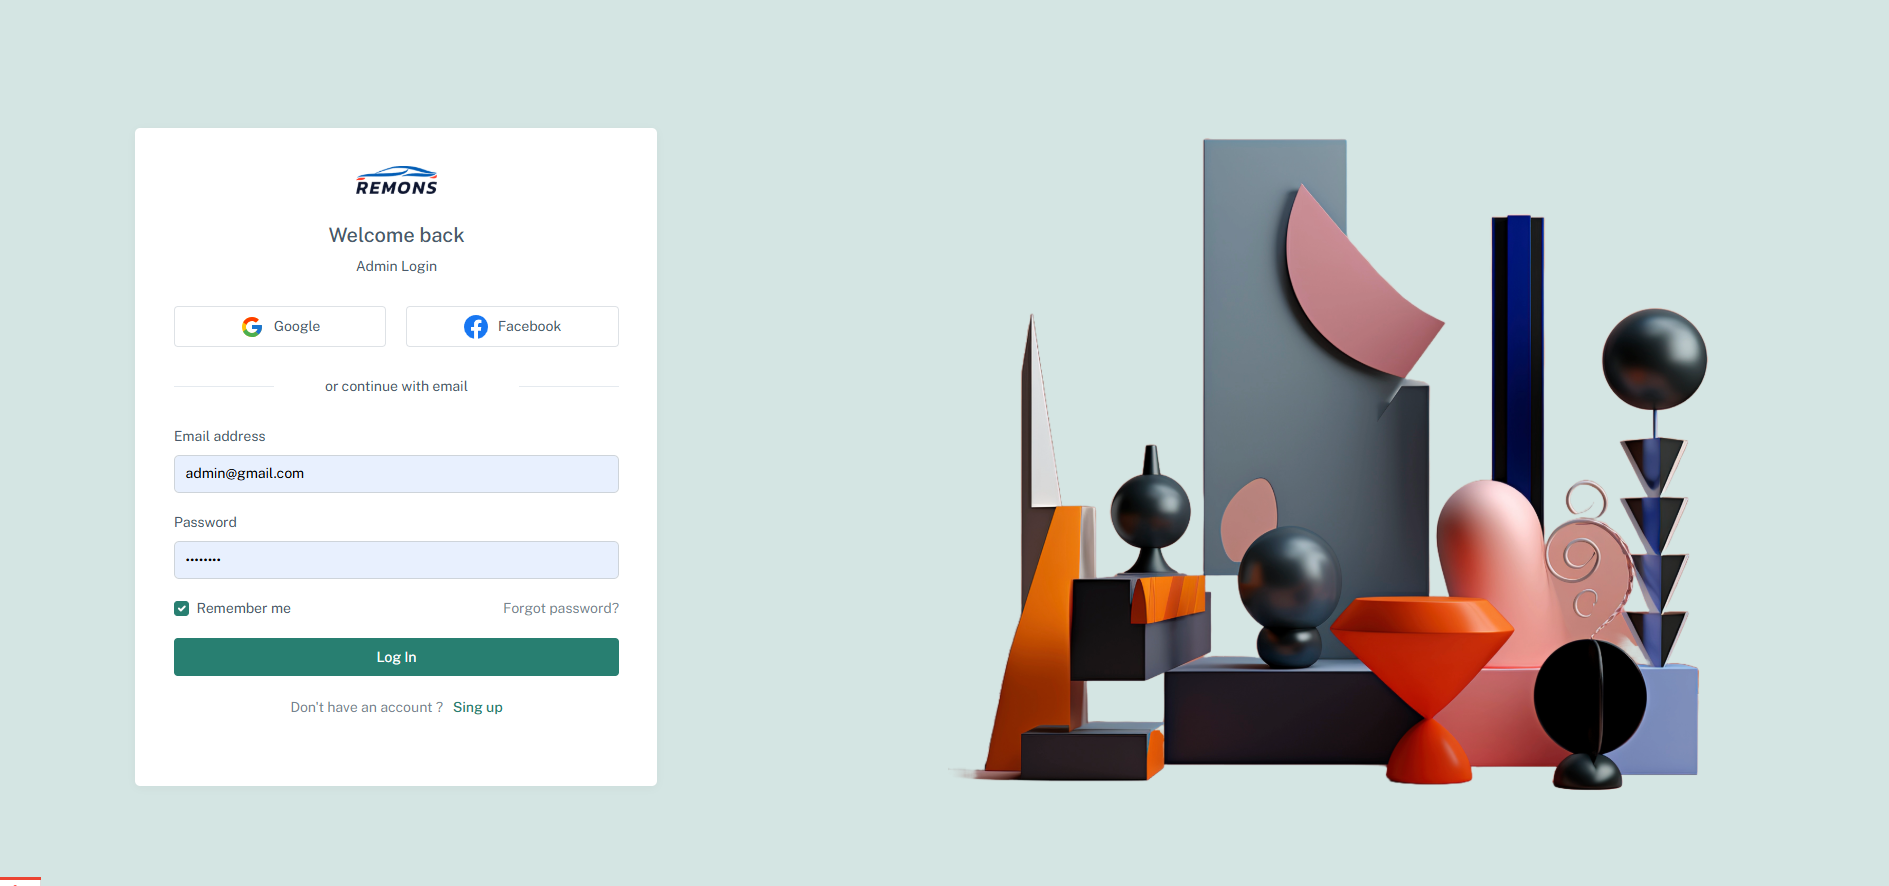 REMONS
Welcome back
Admin Login
Google
Facebook
or continue with email
Email address
admin@gmail.com
Password
••••••••
Remember me
Forgot password?
Log In
Don't have an account ? Sing up